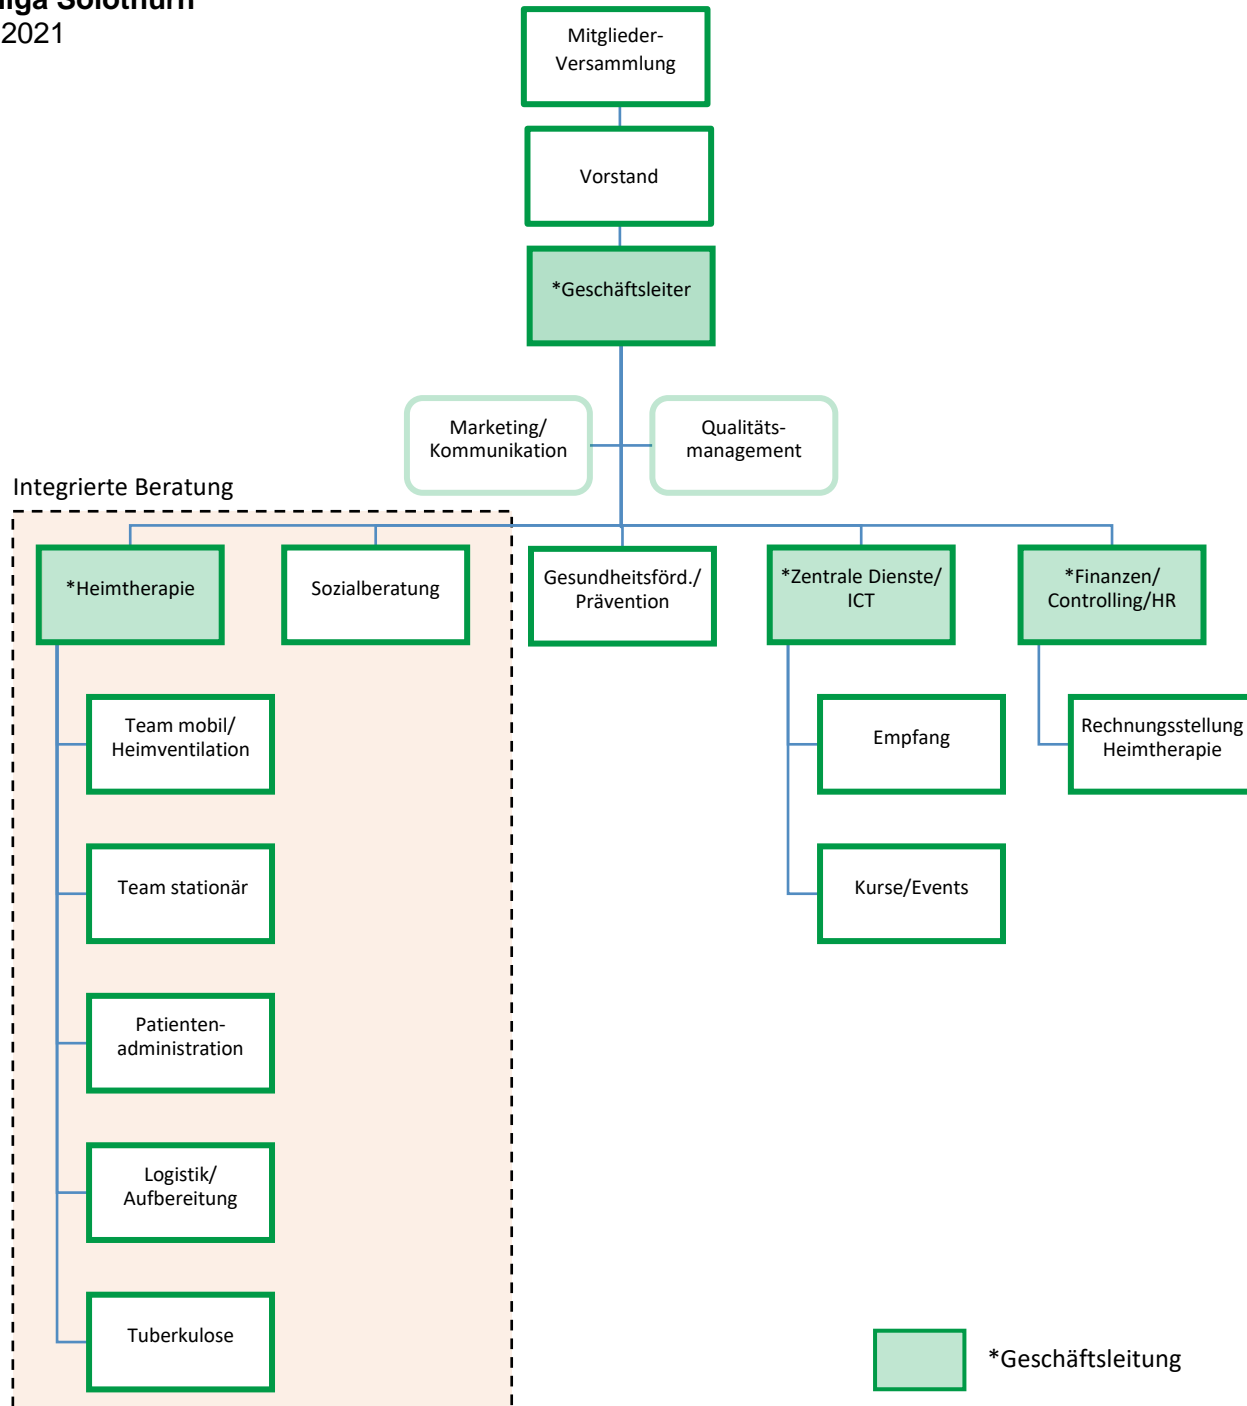 Solothurn
2021
Mitglieder-
Versammlung
Vorstand
*Geschäftsleiter
Marketing/
Kommunikation
Qualitäts-
management
Integrierte Beratung
*Heimtherapie
Sozialberatung
Gesundheitsförd./
Prävention
*Zentrale Dienste/
ICT
*Finanzen/
Controlling/HR
Team mobil/
Heimventilation
Empfang
Rechnungsstellung
Heimtherapie
Team stationär
Kurse/Events
Patienten-
administration
Logistik/
Aufbereitung
Tuberkulose
*Geschäftsleitung